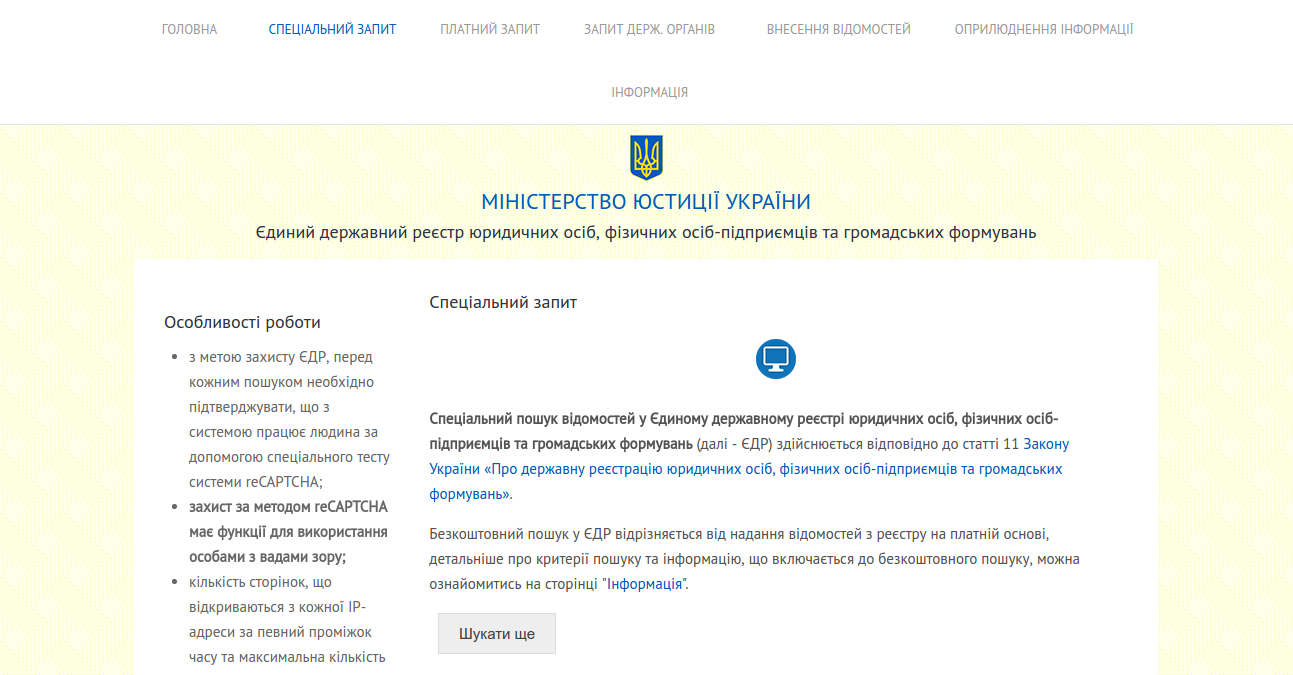 ГОЛОВНА
СПЕЦІАЛЬНИЙ ЗАПИТ
ПЛАТНИЙ ЗАПИТ
ЗАПИТ ДЕРЖ. ОРГАНІВ
ВНЕСЕННЯ ВІДОМОСТЕЙ
ОПРИЛЮДНЕННЯ ІНФОРМАЦІЇ
ІНФОРМАЦІЯ
МІНІСТЕРСТВО ЮСТИЦІЇ УКРАЇНИ
Єдиний державний реєстр юридичних осіб, фізичних осіб-підприємців та громадських формувань
Особливості роботи
з метою захисту ЄДР, перед
кожним пошуком необхідно
підтверджувати, що з
системою працює людина за
допомогою спеціального тесту
системи reCAPTCHA;
захист за методом reCAPTCHA
має функції для використання
особами з вадами зору;
кількість сторінок, що
відкриваються з кожної IP-
адреси за певний проміжок
часу та максимальна кількість
Спеціальний запит
Спеціальний пошук відомостей у Єдиному державному реєстрі юридичних осіб, фізичних осіб-
підприємців та громадських формувань (далі - ЄДР) здійснюється відповідно до статті 11 Закону
України «Про державну реєстрацію юридичних осіб, фізичних осіб-підприємців та громадських
формувань».
Безкоштовний пошук у ЄДР відрізняється від надання відомостей з реєстру на платній основі,
детальніше про критерії пошуку та інформацію, що включається до безкоштовного пошуку, можна
ознайомитись на сторінці "Інформація".
Шукати ще